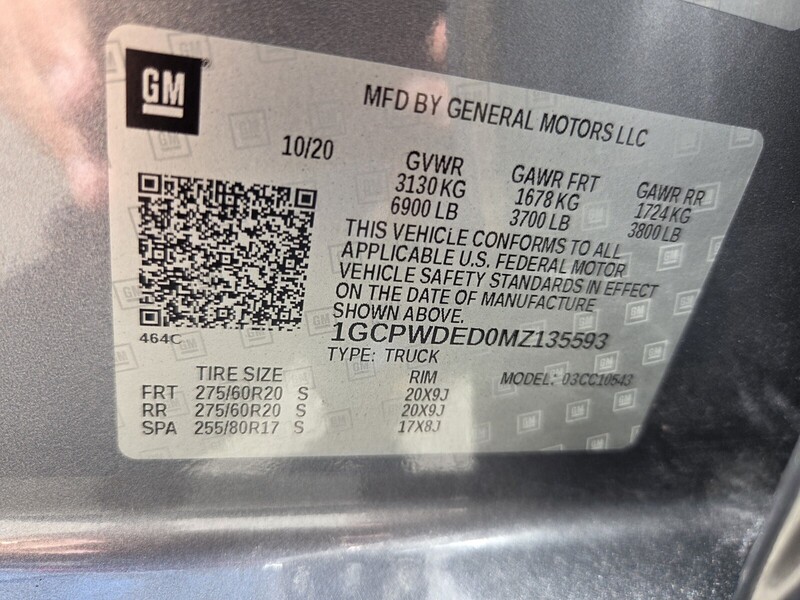 GM
MFD BY GENERAL MOTORS LLC
10/20
GVWR
3130 KG
6900 LB
GAWR FRT
1678 KG
3700 LB
GAWR RR
1724 KG
3800 LB
THIS VEHICLE CONFORMS TO ALL
APPLICABLE U.S. FEDERAL MOTOR
VEHICLE SAFETY STANDARDS IN EFFECT
ON THE DATE OF MANUFACTURE
SHOWN ABOVE.
464C
1GCPWDED0MZ135593
TYPE: TRUCK
MODEL: 03CC10543
TIRE SIZE RIM
FRT 275/60R20 S 20X9J
RR 275/60R20 S 20X9J
SPA 255/80R17 S 17X8J